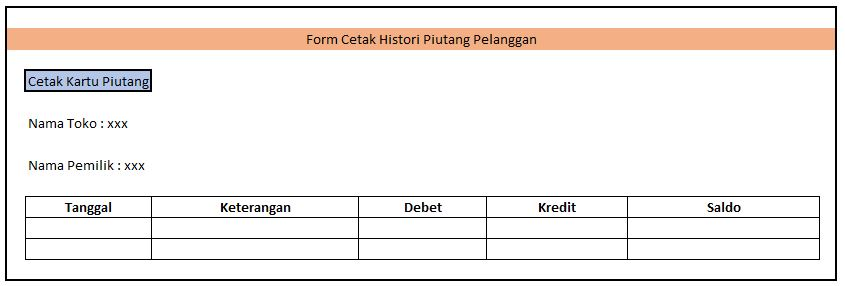 Form Cetak Histori Piutang Pelanggan
Cetak Kartu Piutang
Nama Toko : xxx
Nama Pemilik : xxx
Tanggal Keterangan Debet Kredit Saldo